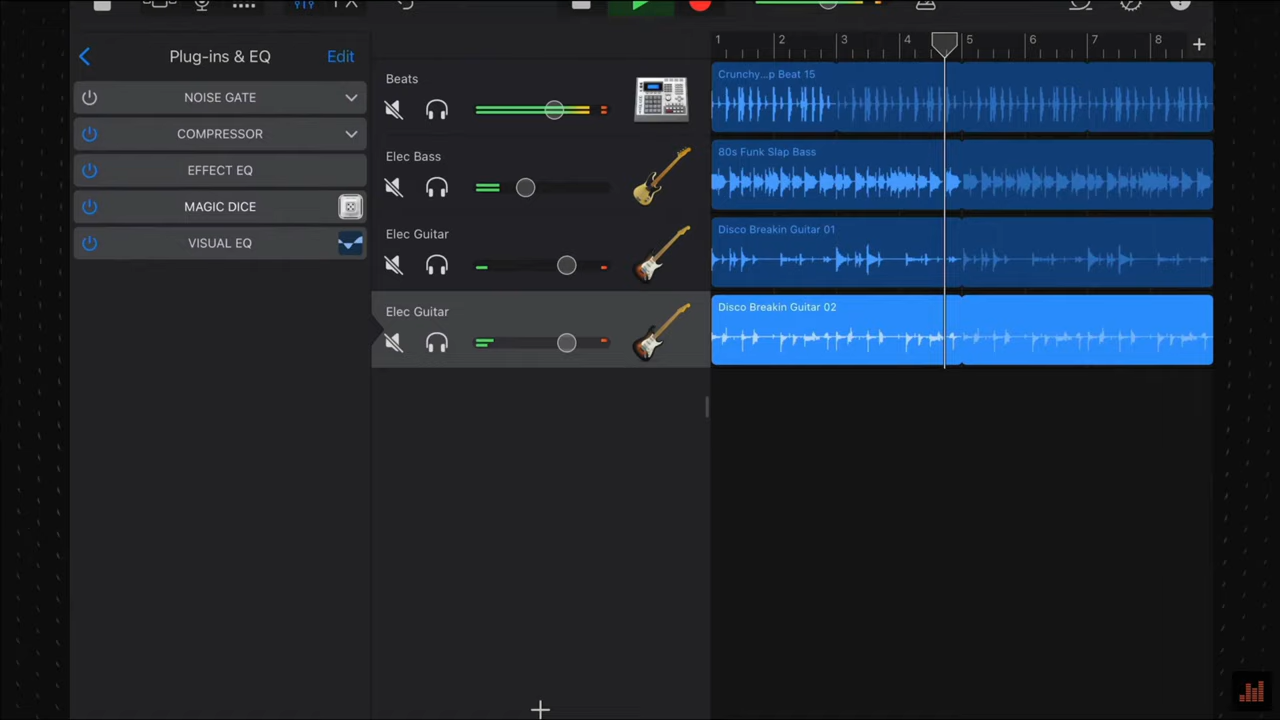 Plug-ins & EQ
Edit
NOISE GATE
COMPRESSOR
EFFECT EQ
MAGIC DICE
VISUAL EQ
Beats
Elec Bass
Elec Guitar
Elec Guitar
1 2 3 4 5 6 7 8
Crunchy...p Beat 15
80s Funk Slap Bass
Disco Breakin Guitar 01
Disco Breakin Guitar 02